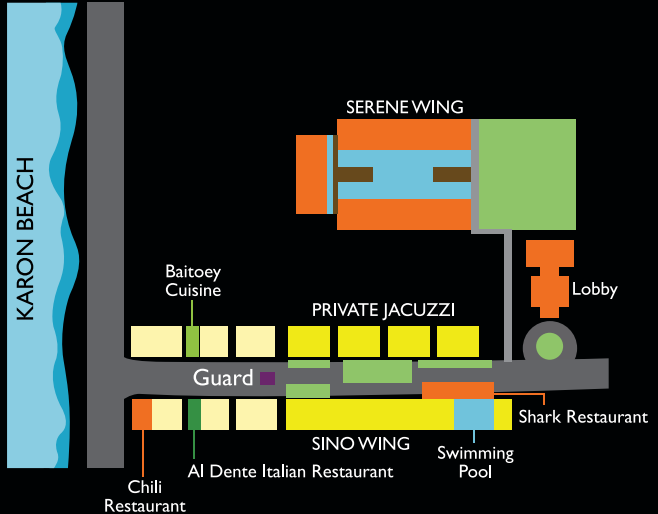 SERENE WING
KARON BEACH
Baitoey
Cuisine
PRIVATE JACUZZI
Lobby
Guard
Shark Restaurant
SINO WING
Swimming
Pool
Al Dente Italian Restaurant
Chili
Restaurant